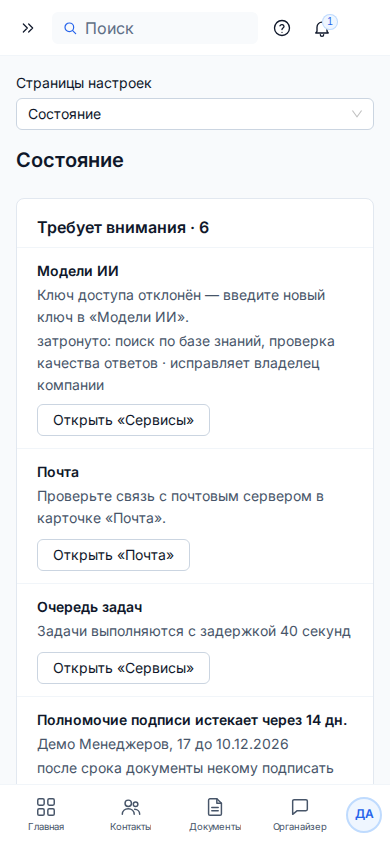 Поиск
1
Страницы настроек
Состояние
Состояние
Требует внимания · 6
Модели ИИ
Ключ доступа отклонён — введите новый
ключ в «Модели ИИ».
затронуто: поиск по базе знаний, проверка
качества ответов · исправляет владелец
компании
Открыть «Сервисы»
Почта
Проверьте связь с почтовым сервером в
карточке «Почта».
Открыть «Почта»
Очередь задач
Задачи выполняются с задержкой 40 секунд
Открыть «Сервисы»
Полномочие подписи истекает через 14 дн.
Демо Менеджеров, 17 до 10.12.2026
после срока документы некому подписать
Главная
Контакты
Документы
Органайзер
ДА